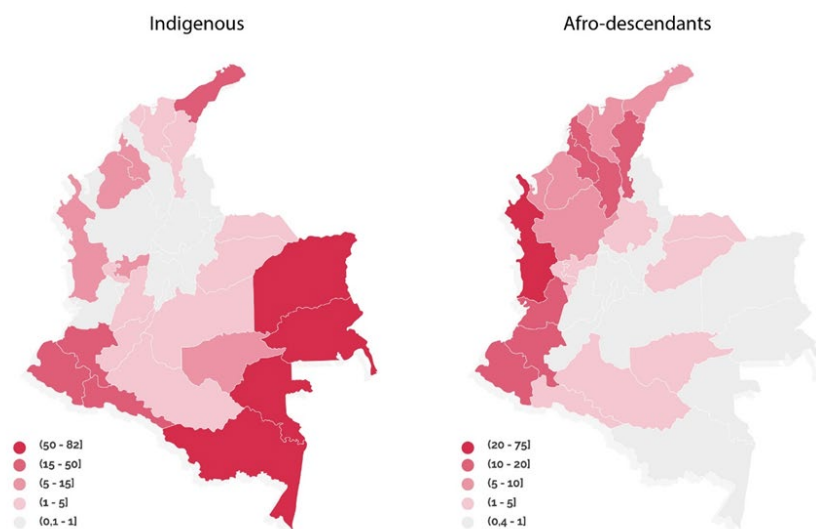 Indigenous
Afro-descendants
(50 - 82]
(15 - 50]
(5 - 15]
(1 - 5]
(0,1 - 1]
(20 - 75]
(10 - 20]
(5 - 10]
(1 - 5]
(0,4 - 1]